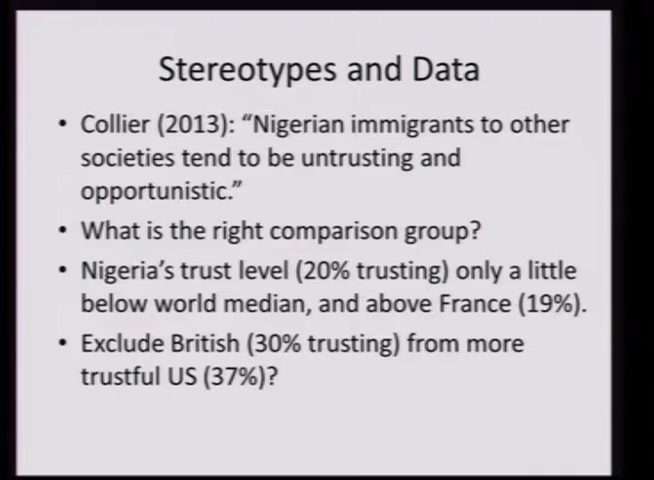 Stereotypes and Data
• Collier (2013): “Nigerian immigrants to other
societies tend to be untrusting and
opportunistic.”
• What is the right comparison group?
• Nigeria’s trust level (20% trusting) only a little
below world median, and above France (19%).
• Exclude British (30% trusting) from more
trustful US (37%)?